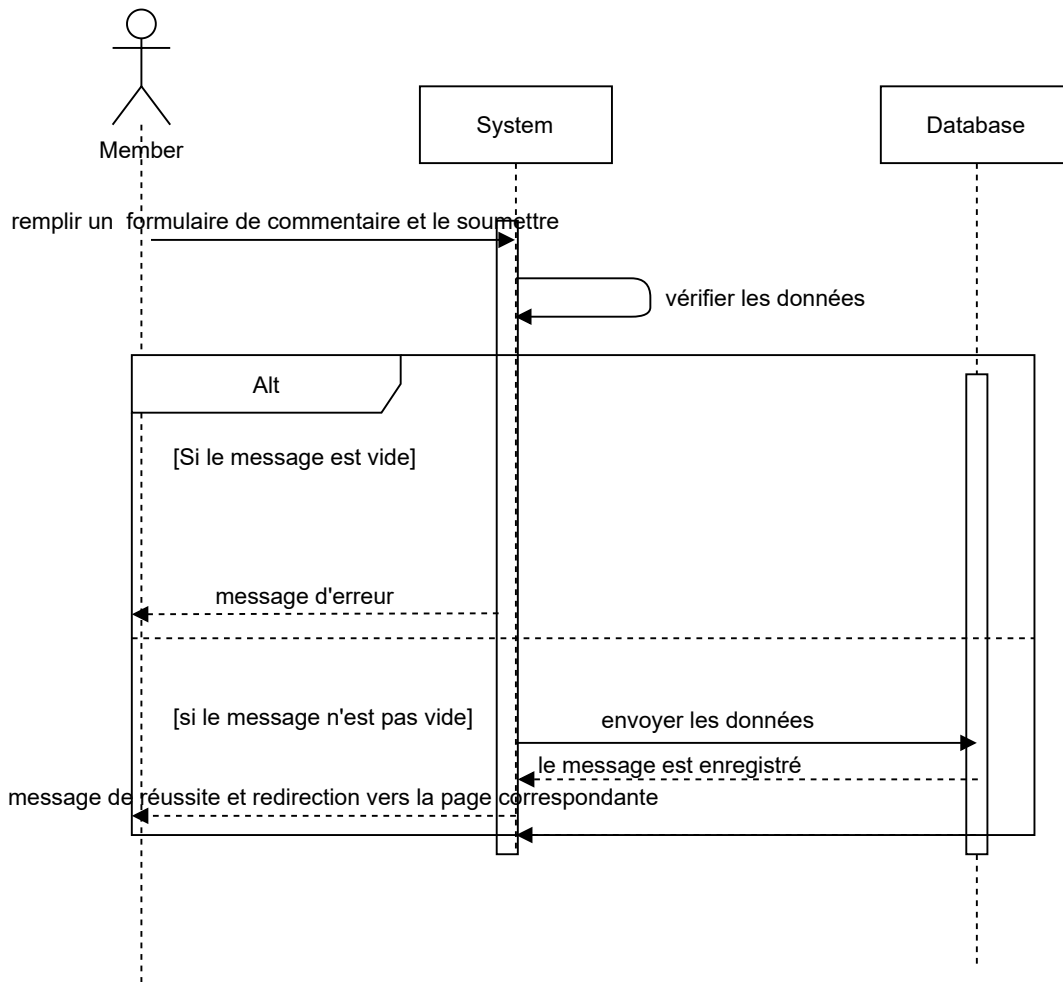 Member
System
Database
remplir un  formulaire de commentaire et le soumettre
vérifier les données
Alt
[Si le message est vide]
message d'erreur
[si le message n'est pas vide]
envoyer les données
le message est enregistré
message de réussite et redirection vers la page correspondante